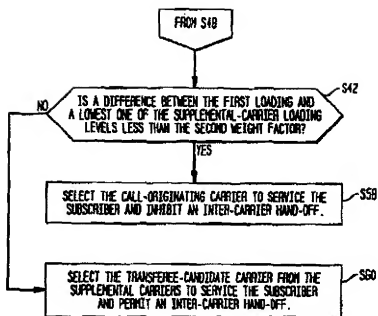 FROM S48
IS A DIFFERENCE BETWEEN THE FIRST LOADING AND
A LOWEST ONE OF THE SUPPLEMENTAL-CARRIER LOADING
LEVELS LESS THAN THE SECOND WEIGHT FACTOR?
S42
NO
YES
SELECT THE CALL-ORIGINATING CARRIER TO SERVICE THE
SUBSCRIBER AND INHIBIT AN INTER-CARRIER HAND-OFF.
S58
SELECT THE TRANSFEREE-CANDIDATE CARRIER FROM THE
SUPPLEMENTAL CARRIERS TO SERVICE THE SUBSCRIBER
AND PERMIT AN INTER-CARRIER HAND-OFF.
S60